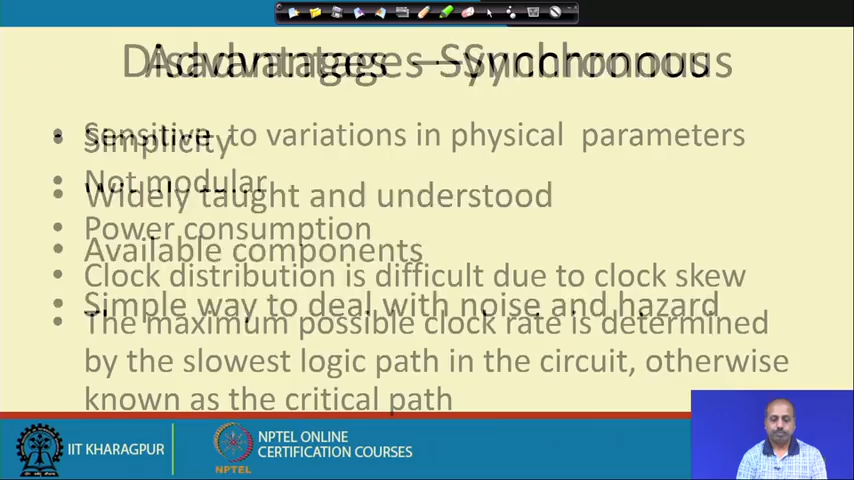 Disadvantages – Synchronous
Advantages – Synchronous
• Sensitive to variations in physical parameters
• Simplicity
• Not modular
• Widely taught and understood
• Power consumption
• Available components
• Clock distribution is difficult due to clock skew
• Simple way to deal with noise and hazard
• The maximum possible clock rate is determined
by the slowest logic path in the circuit, otherwise
known as the critical path
IIT KHARAGPUR
NPTEL
NPTEL ONLINE
CERTIFICATION COURSES